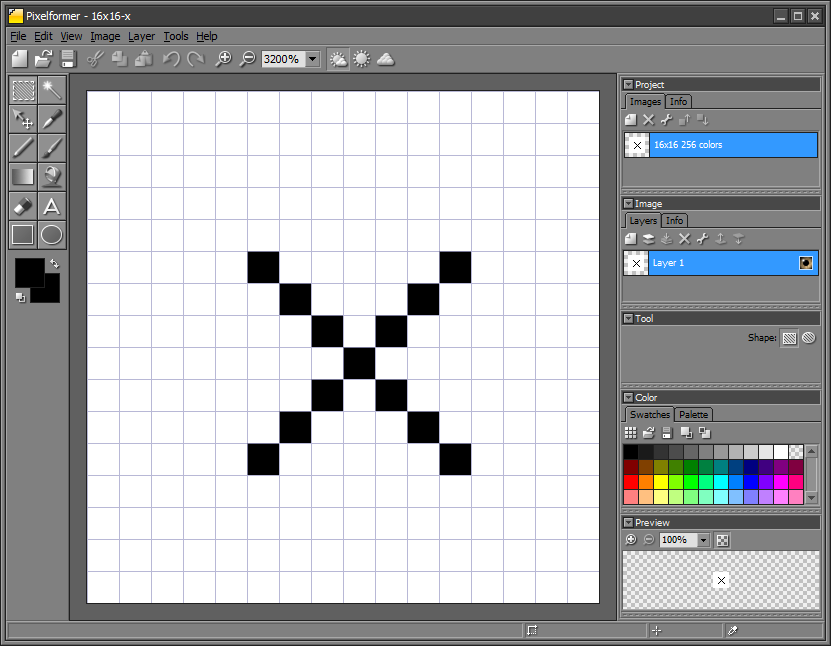 Pixelformer - 16x16-x
File Edit View Image Layer Tools Help
3200%
Project
Images Info
16x16 256 colors
Image
Layers Info
Layer 1
Tool
Shape:
Color
Swatches Palette
Preview
100%